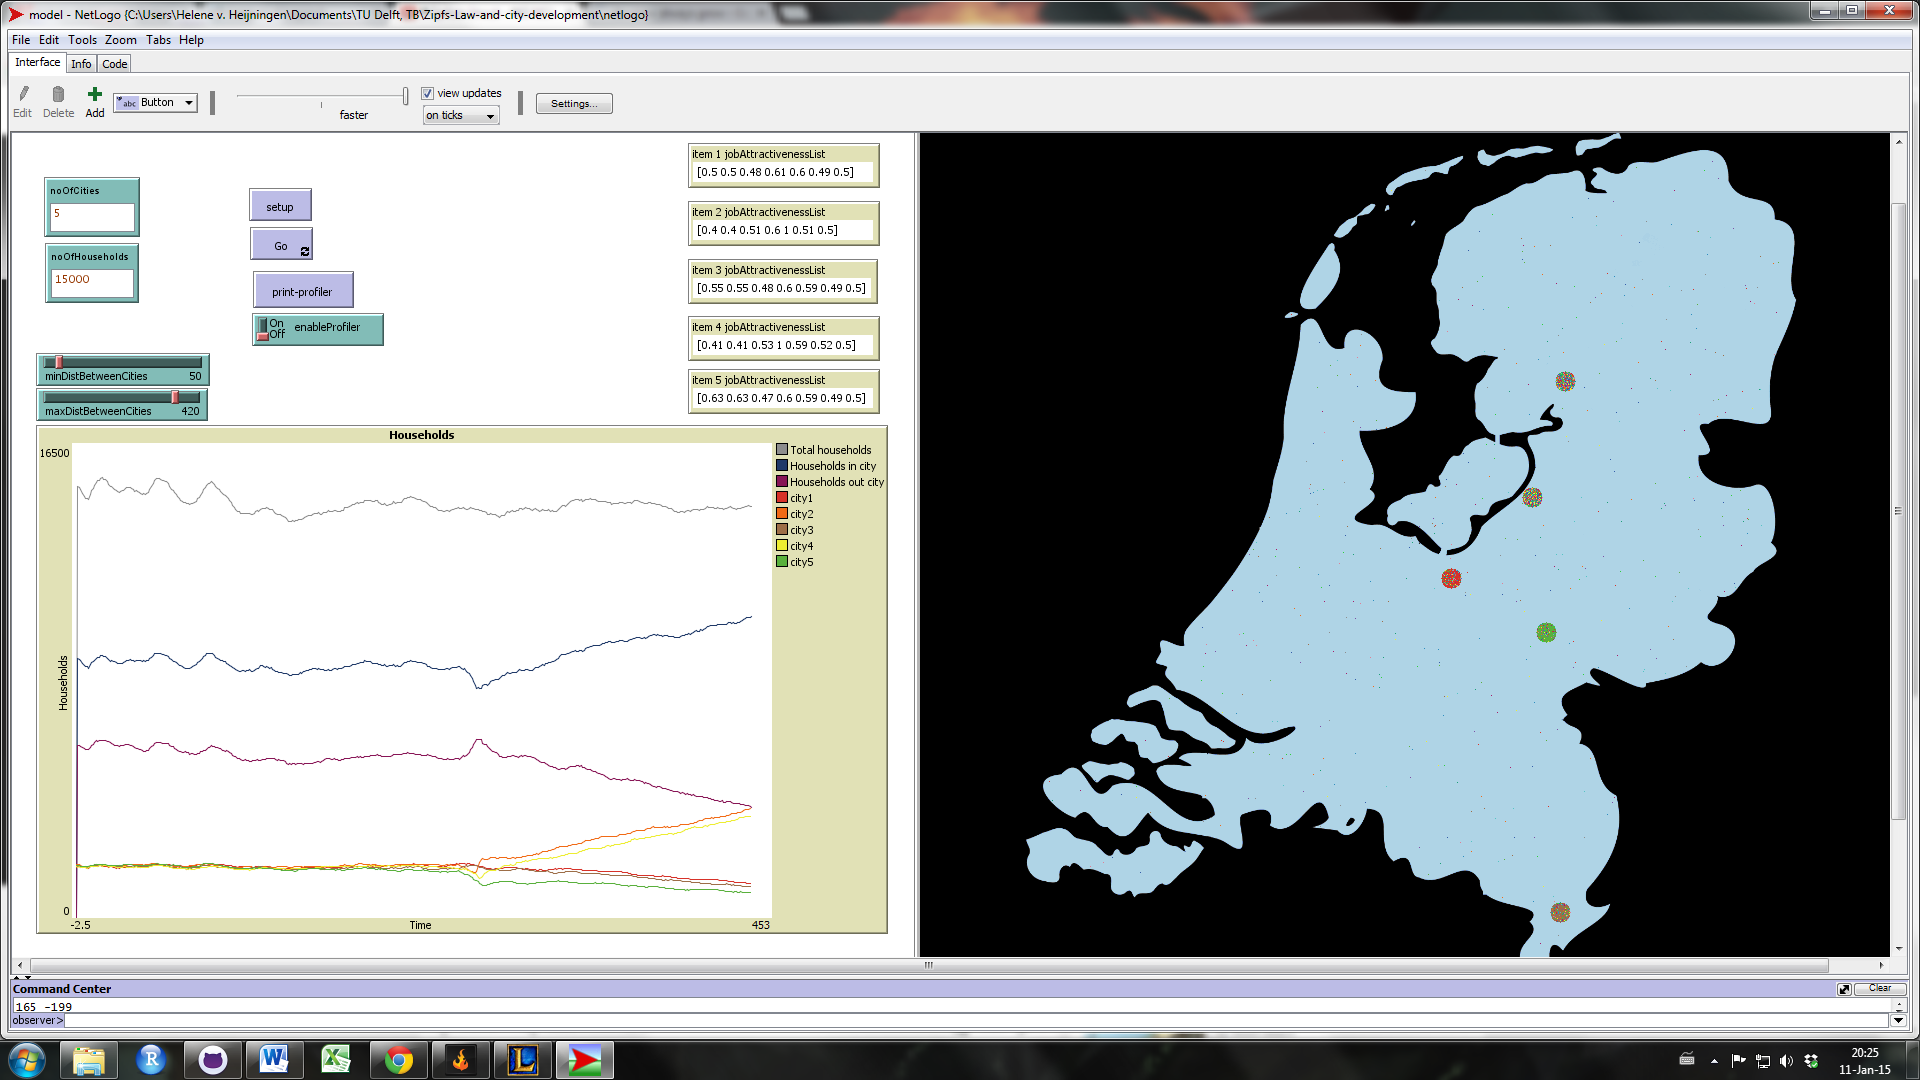 model - NetLogo {C:\Users\Helene v. Heijningen\Documents\TU Delft, TB\Zipfs-Law-and-city-development\netlogo}
File Edit Tools Zoom Tabs Help
Interface Info Code
Edit Delete Add abc Button faster view updates on ticks Settings...
noOfCities
5
noOfHouseholds
15000
setup
Go
print-profiler
On
Off
enableProfiler
minDistBetweenCities 50
maxDistBetweenCities 420
item 1 jobAttractivenessList
[0.5 0.5 0.48 0.61 0.6 0.49 0.5]
item 2 jobAttractivenessList
[0.4 0.4 0.51 0.6 1 0.51 0.5]
item 3 jobAttractivenessList
[0.55 0.55 0.48 0.6 0.59 0.49 0.5]
item 4 jobAttractivenessList
[0.41 0.41 0.53 1 0.59 0.52 0.5]
item 5 jobAttractivenessList
[0.63 0.63 0.47 0.6 0.59 0.49 0.5]
Households
16500
Households
0
-2.5 Time 453
Total households
Households in city
Households out city
city1
city2
city3
city4
city5
Command Center Clear
165 -199
observer>
20:25
11-Jan-15